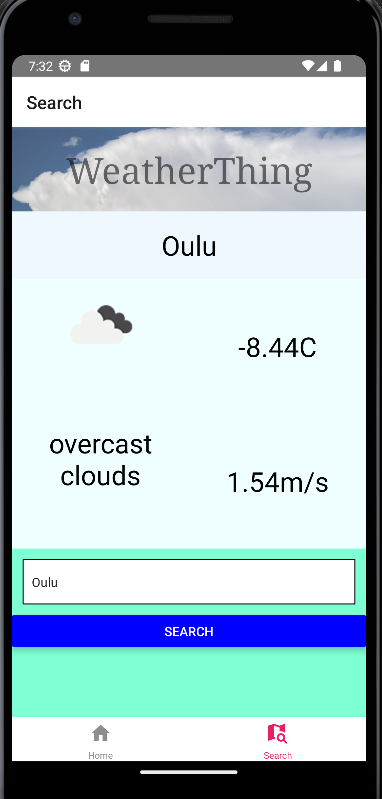 7:32
Search
WeatherThing
Oulu
-8.44C
overcast
clouds
1.54m/s
Oulu
SEARCH
Home
Search